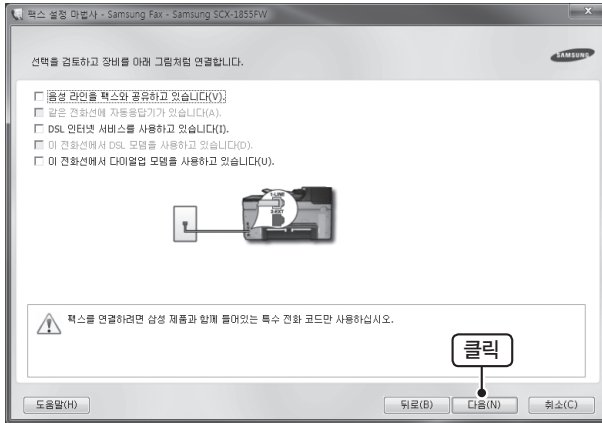 팩스 설정 마법사 - Samsung Fax - Samsung SCX-1855FW
선택을 검토하고 장비를 아래 그림처럼 연결합니다.
SAMSUNG
음성 라인을 팩스와 공유하고 있습니다(V).
같은 전화선에 자동응답기가 있습니다(A).
DSL 인터넷 서비스를 사용하고 있습니다(I).
이 전화선에서 DSL 모뎀을 사용하고 있습니다(D).
이 전화선에서 다이얼업 모뎀을 사용하고 있습니다(U).
1-LINE
2-EXT
팩스를 연결하려면 삼성 제품과 함께 들어있는 특수 전화 코드만 사용하십시오.
클릭
도움말(H)
뒤로(B)
다음(N)
취소(C)